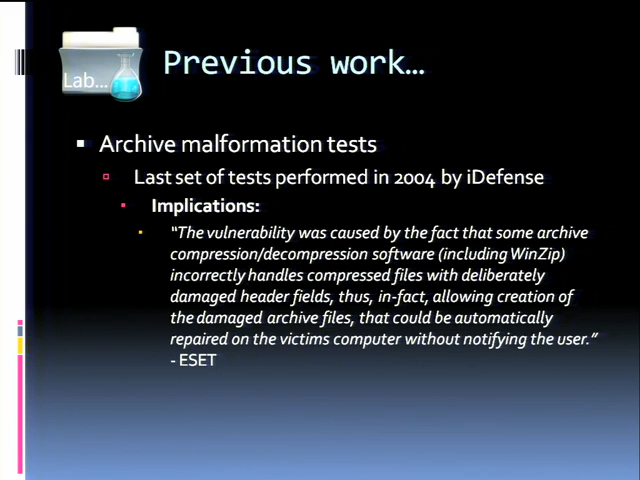 Lab...
Previous work…
Archive malformation tests
Last set of tests performed in 2004 by iDefense
Implications:
“The vulnerability was caused by the fact that some archive
compression/decompression software (including WinZip)
incorrectly handles compressed files with deliberately
damaged header fields, thus, in-fact, allowing creation of
the damaged archive files, that could be automatically
repaired on the victims computer without notifying the user.”
- ESET